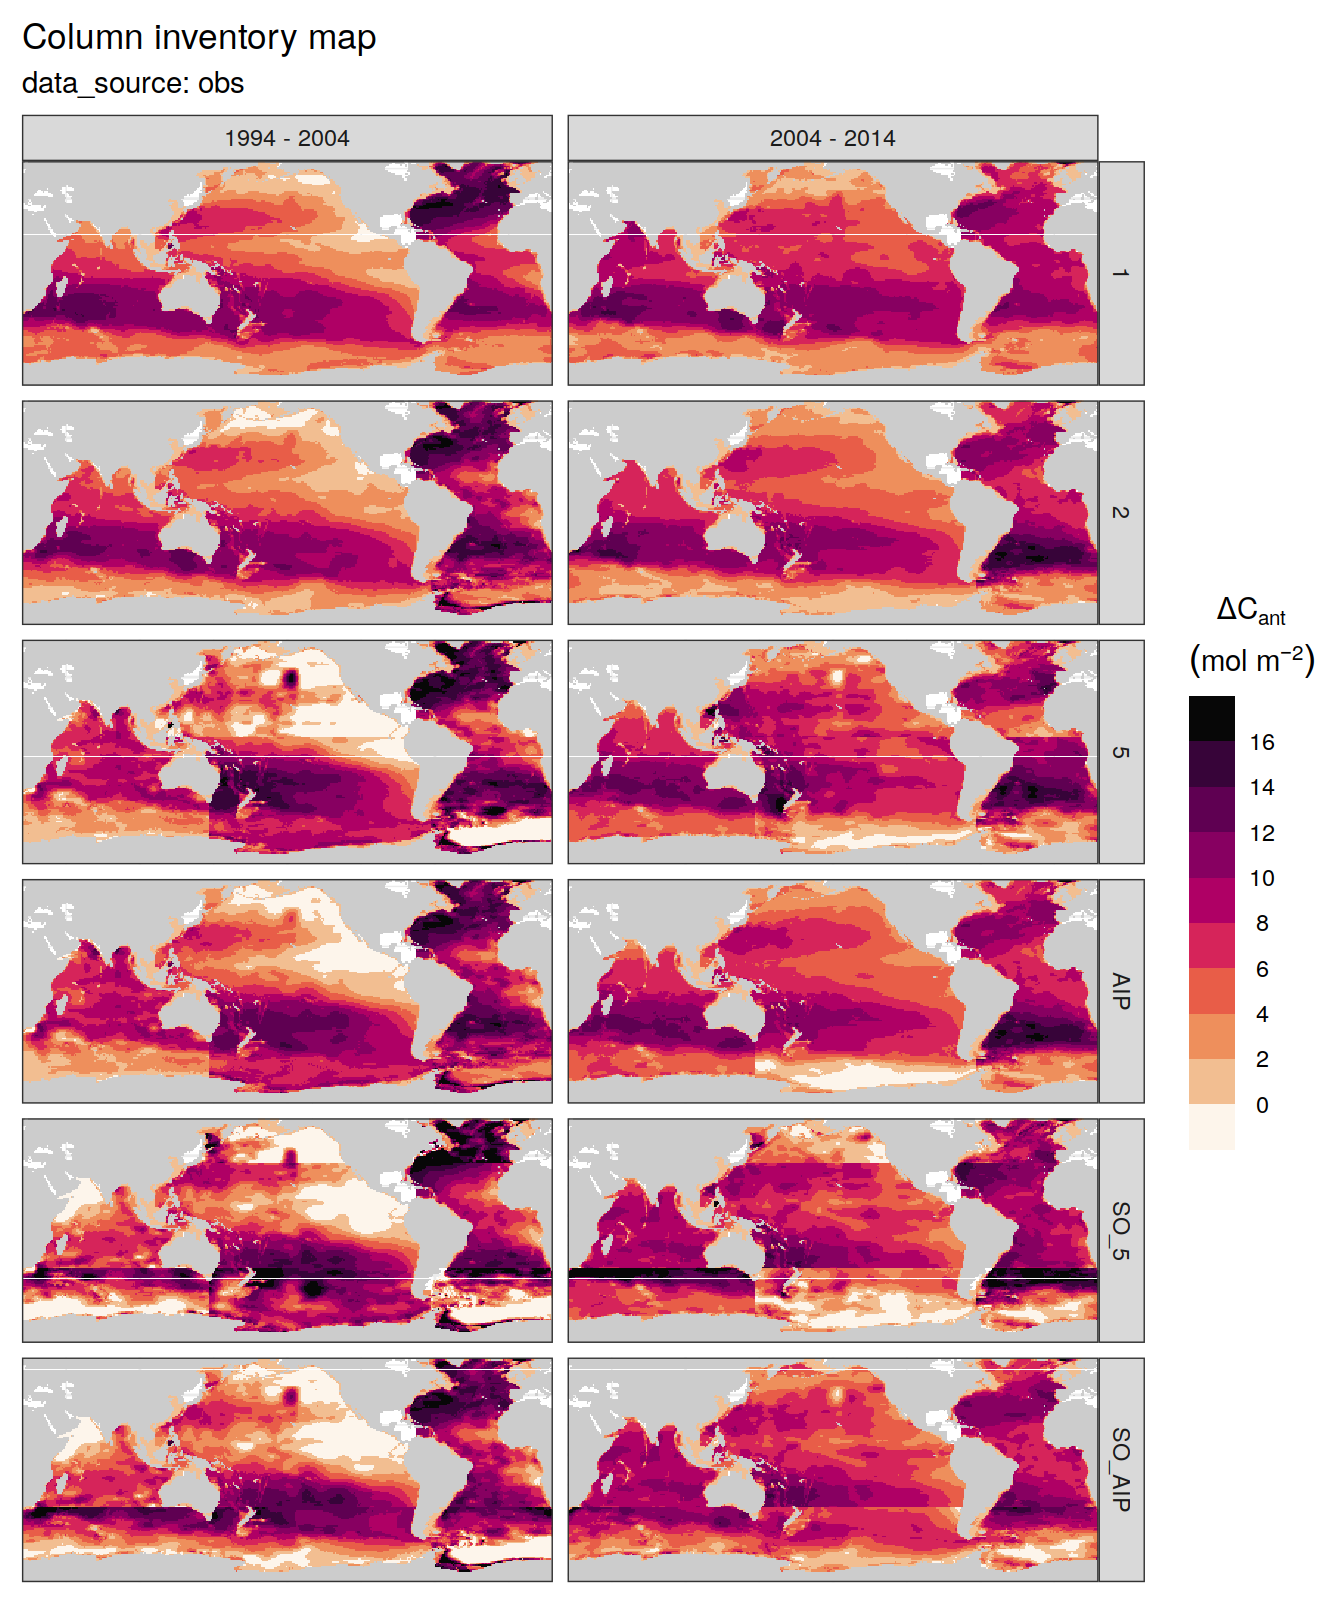 Column inventory map
data_source: obs
1994 - 2004
2004 - 2014
1
2
5
AIP
SO_5
SO_AIP
ΔCant
(mol m−2)
16
14
12
10
8
6
4
2
0